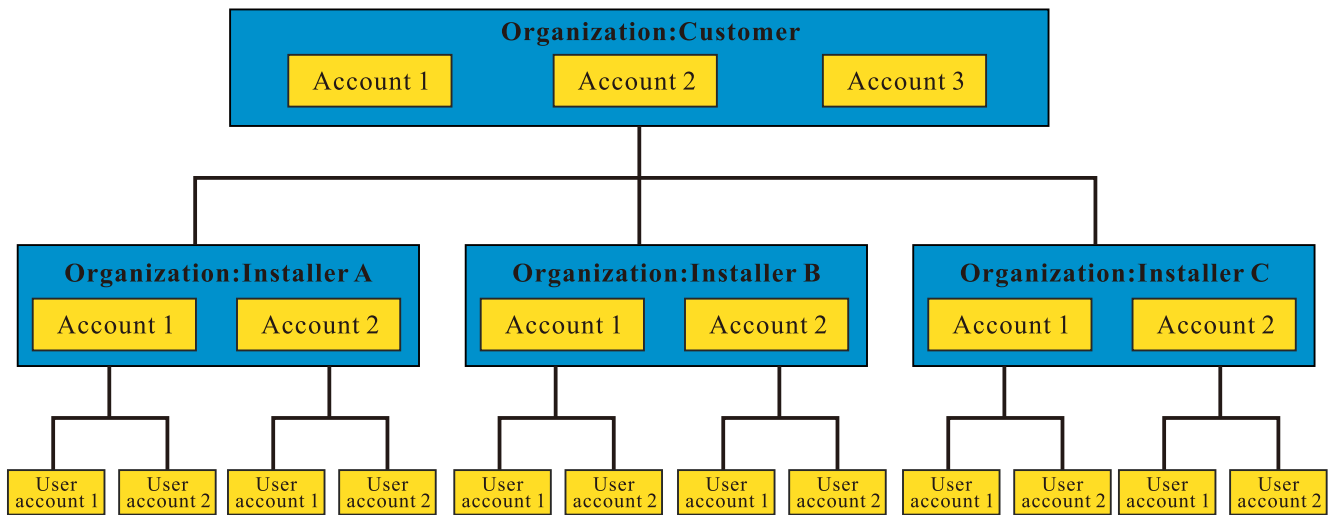 Organization:Customer
Account 1
Account 2
Account 3
Organization:Installer A
Account 1
Account 2
Organization:Installer B
Account 1
Account 2
Organization:Installer C
Account 1
Account 2
User
account 1
User
account 2
User
account 1
User
account 2
User
account 1
User
account 2
User
account 1
User
account 2
User
account 1
User
account 2
User
account 1
User
account 2